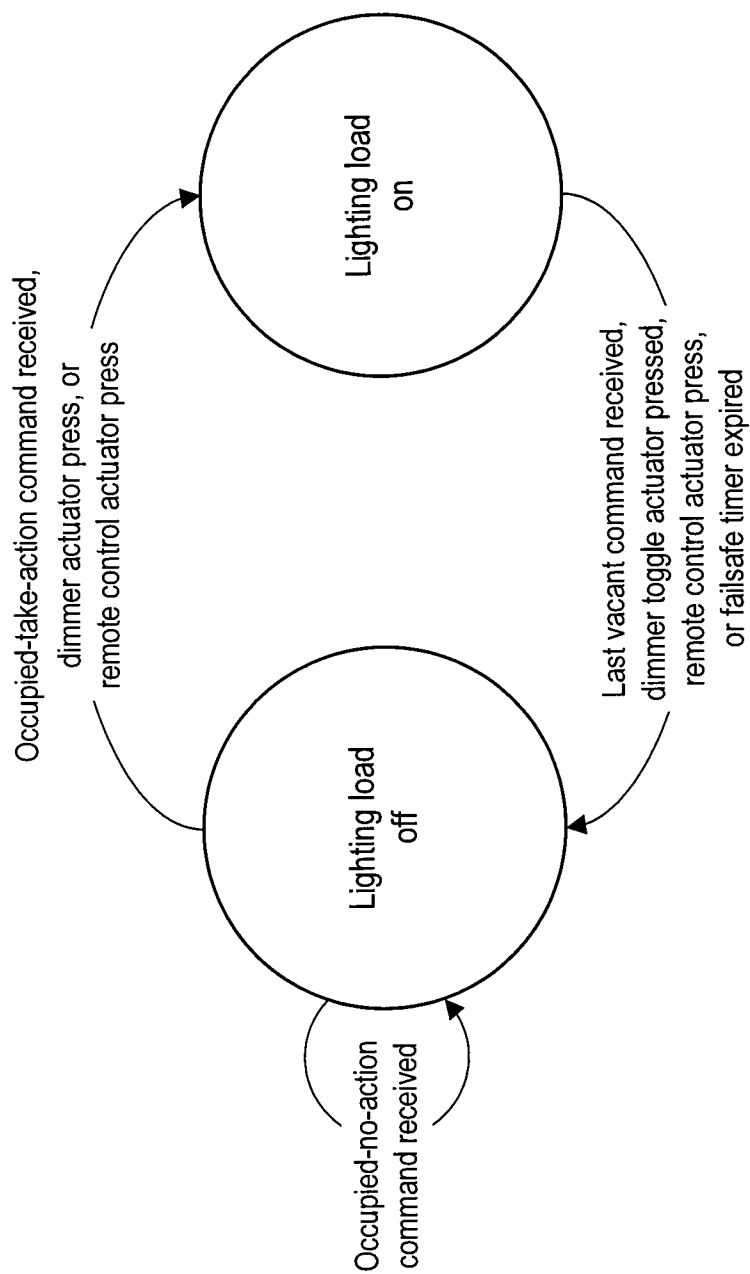 Occupied-take-action command received,
dimmer actuator press, or
remote control actuator press
Occupied-no-action
command received
Lighting load
off
Lighting load
on
Last vacant command received,
dimmer toggle actuator pressed,
remote control actuator press,
or failsafe timer expired